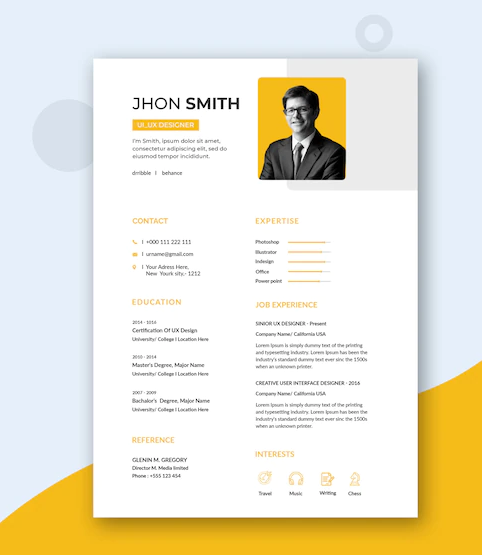 JHON SMITH
UI_UX DESIGNER
I'm Smith, ipsum dolor sit amet,
consectetur adipiscing elit, sed do
eiusmod tempor incididunt.
drribble I behance
CONTACT
I +000 111 222 111
I urname@gmail.com
I Your Adress Here,
New Yourk sity.- 1212
EDUCATION
2014 - 1016
Certification Of UX Design
University/ College I Location Here
2010 - 2014
Master's Degree, Major Name
University/ College I Location Here
2007 - 2009
Bachalor's Degree, Major Name
University/ College I Location Here
REFERENCE
GLENIN M. GREGORY
Director M. Media limited
Phone : +555 123 454
EXPERTISE
Photoshop
Illustrator
Indesign
Office
Power point
JOB EXPERIENCE
SINIOR UX DESIGNER - Present
Company Name/ California USA
Lorem Ipsum is simply dummy text of the printing
and typesetting industry. Lorem Ipsum has been the
industry's standard dummy text ever since the 1500s
when an unknown printer.
CREATIVE USER INTERFACE DESIGNER - 2016
Company Name/ California USA
Lorem Ipsum is simply dummy text of the printing
and typesetting industry. Lorem Ipsum has been the
industry's standard dummy text ever since the 1500s
when an unknown printer.
INTERESTS
Travel Music Writing Chess